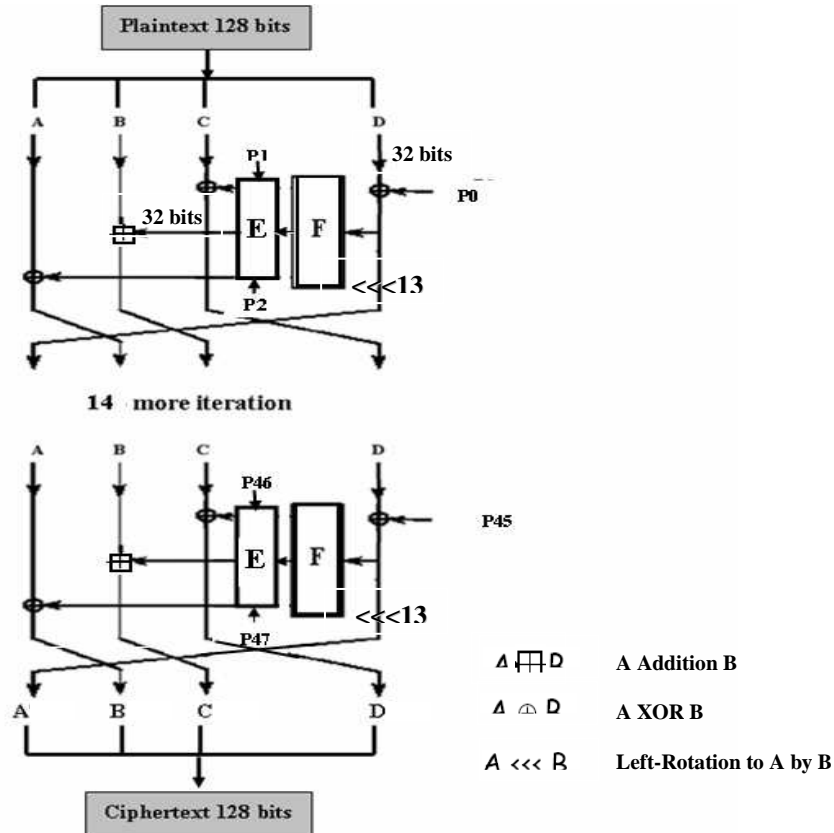 Plaintext 128 bits
A B C D
32 bits
P1
P0
32 bits
E F
<<<13
P2
14 more iteration
A B C D
P46
P45
E F
<<<13
P47
A B C D
A Addition B
A XOR B
A <<< B Left-Rotation to A by B
Ciphertext 128 bits